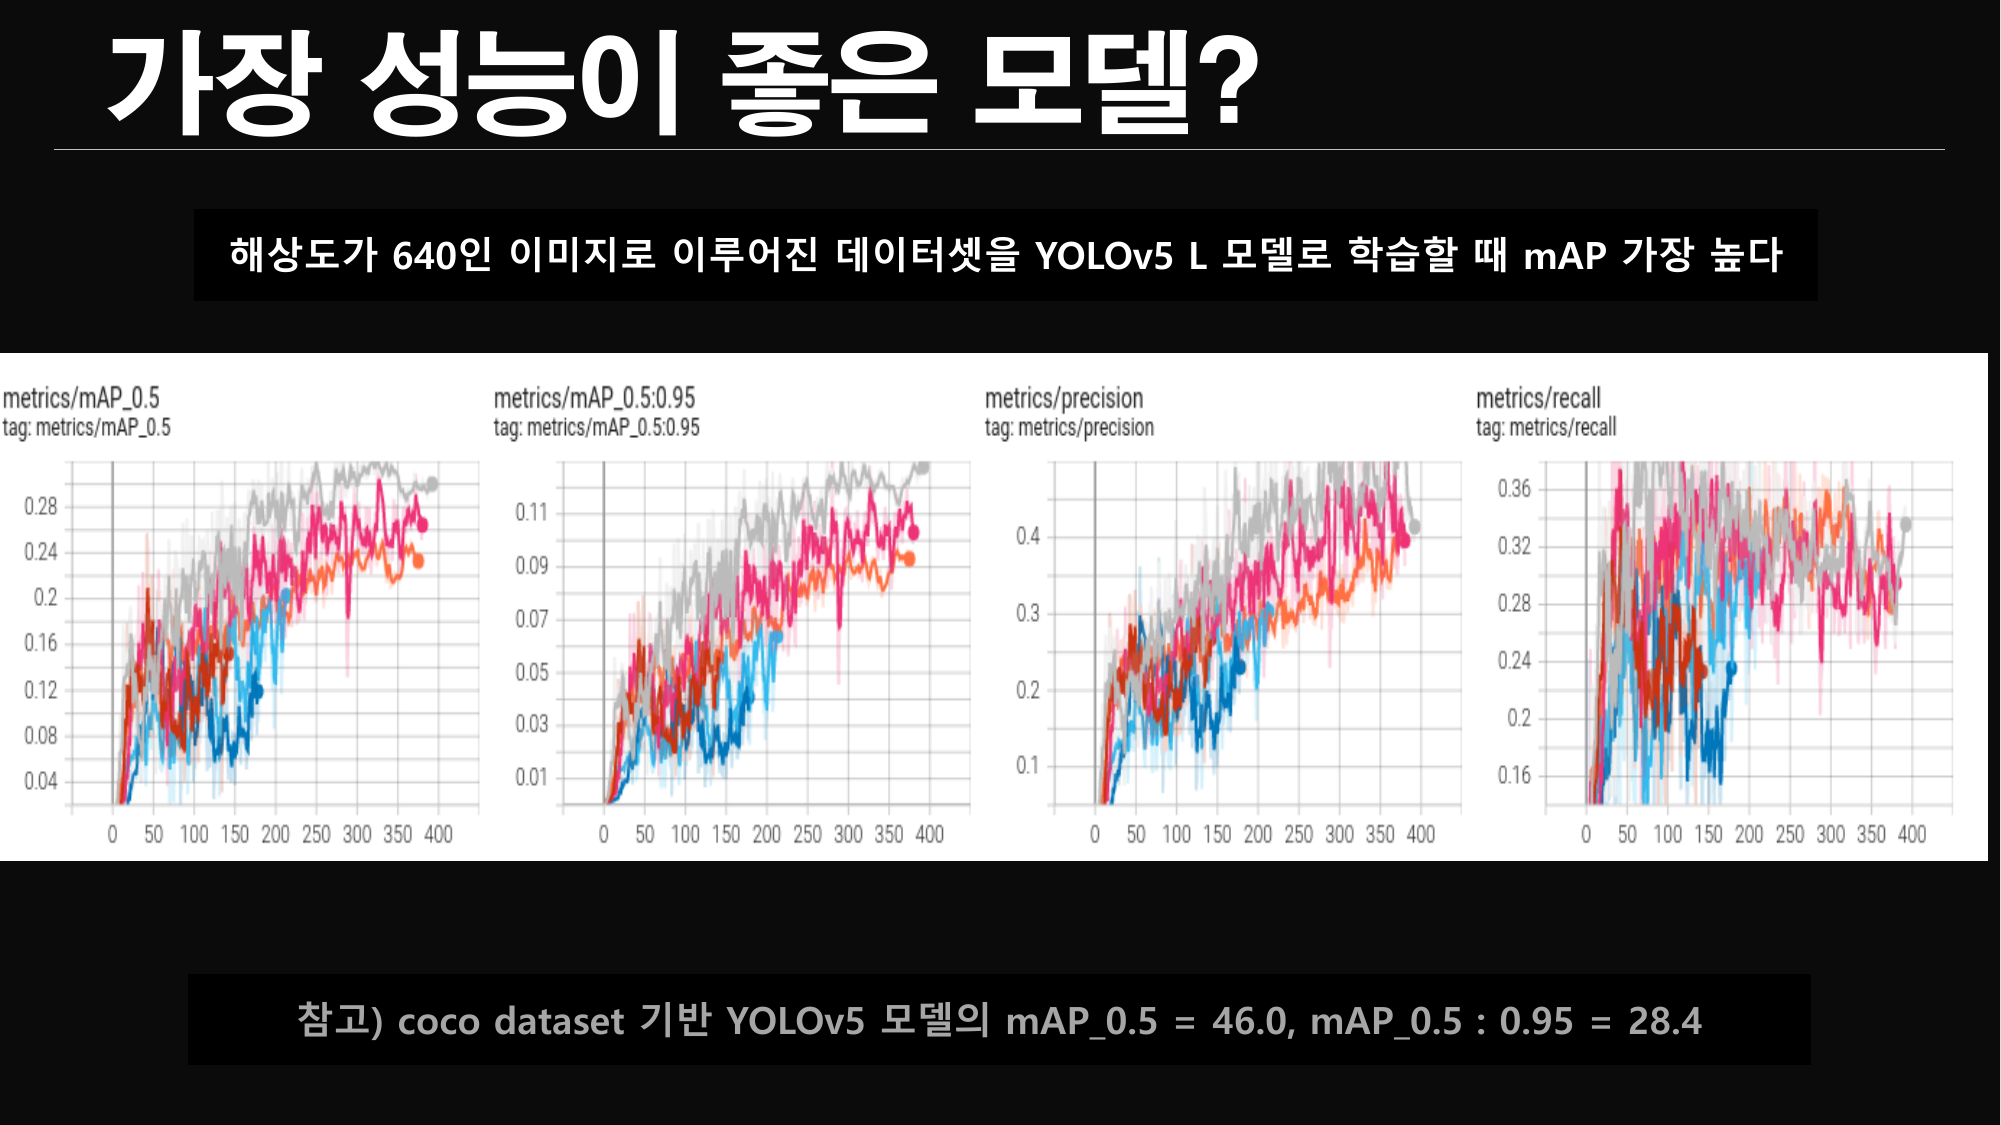 가장 성능이 좋은 모델?
해상도가 640인 이미지로 이루어진 데이터셋을 YOLOv5 L 모델로 학습할 때 mAP 가장 높다
metrics/mAP_0.5
tag: metrics/mAP_0.5
0.28
0.24
0.2
0.16
0.12
0.08
0.04
0 50 100 150 200 250 300 350 400
metrics/mAP_0.5:0.95
tag: metrics/mAP_0.5:0.95
0.11
0.09
0.07
0.05
0.03
0.01
0 50 100 150 200 250 300 350 400
metrics/precision
tag: metrics/precision
0.4
0.3
0.2
0.1
0 50 100 150 200 250 300 350 400
metrics/recall
tag: metrics/recall
0.36
0.32
0.28
0.24
0.2
0.16
0 50 100 150 200 250 300 350 400
참고) coco dataset 기반 YOLOv5 모델의 mAP_0.5 = 46.0, mAP_0.5 : 0.95 = 28.4